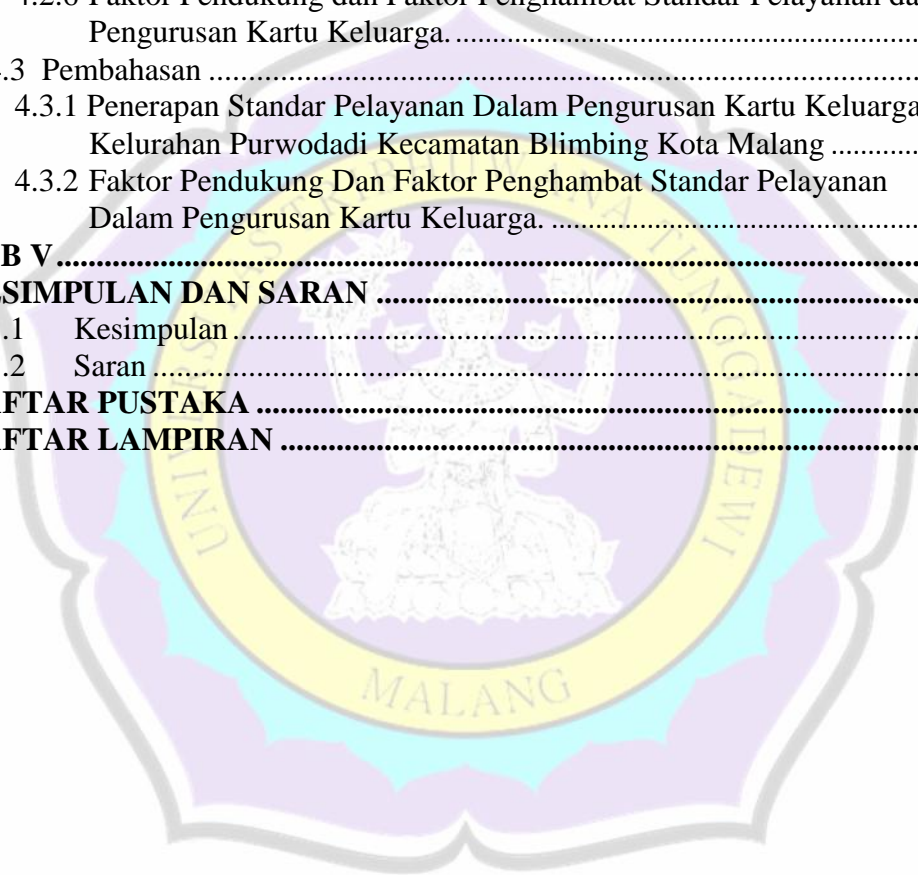 4.2.6 Faktor Pendukung dan Faktor Penghambat Standar Pelayanan da
Pengurusan Kartu Keluarga. ..........
.3 Pembahasan ..........
4.3.1 Penerapan Standar Pelayanan Dalam Pengurusan Kartu Keluarga
Kelurahan Purwodadi Kecamatan Blimbing Kota Malang ..........
4.3.2 Faktor Pendukung Dan Faktor Penghambat Standar Pelayanan
Dalam Pengurusan Kartu Keluarga. ..........
B V ..........
SIMPULAN DAN SARAN ..........
.1 Kesimpulan ..........
.2 Saran ..........
FTAR PUSTAKA ..........
FTAR LAMPIRAN ..........
UNIVERSITAS TRIBHUWANA TUNGGADEWI
MALANG